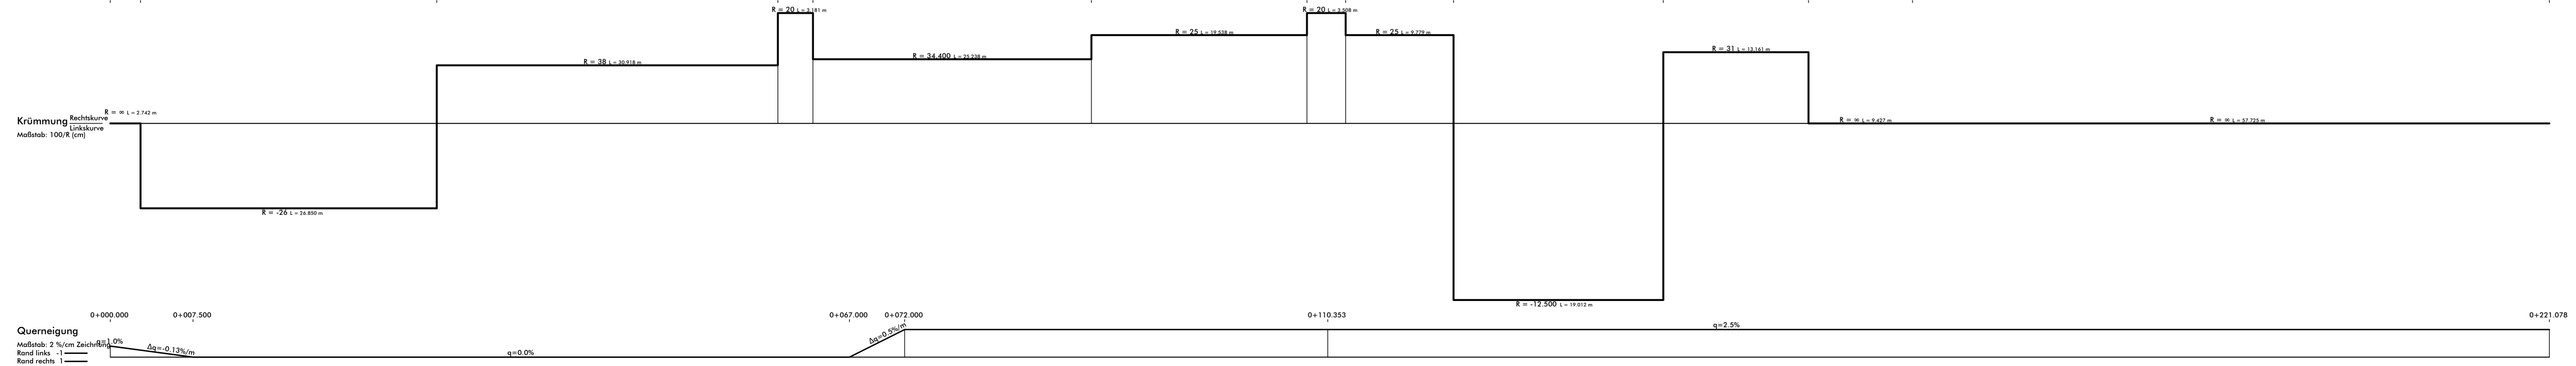 R = 20 L = 3.181 m
R = 20 L = 3.508 m
R = 25 L = 19.538 m
R = 25 L = 9.779 m
R = 31 L = 13.161 m
R = 34.400 L = 25.238 m
R = 38 L = 30.918 m
R = ∞ L = 2.742 m
Krümmung Rechtskurve
Linkskurve
Maßstab: 100/R (cm)
R = ∞ L = 9.427 m
R = ∞ L = 57.725 m
R = -26 L = 26.850 m
R = -12.500 L = 19.012 m
0+000.000
0+007.500
0+067.000
0+072.000
0+110.353
0+221.078
Querneigung
q=2.5%
Maßstab: 2 %/cm Zeichnung
q=1.0%
Δq=-0.13%/m
Δq=0.5%/m
Rand links -1
q=0.0%
Rand rechts 1